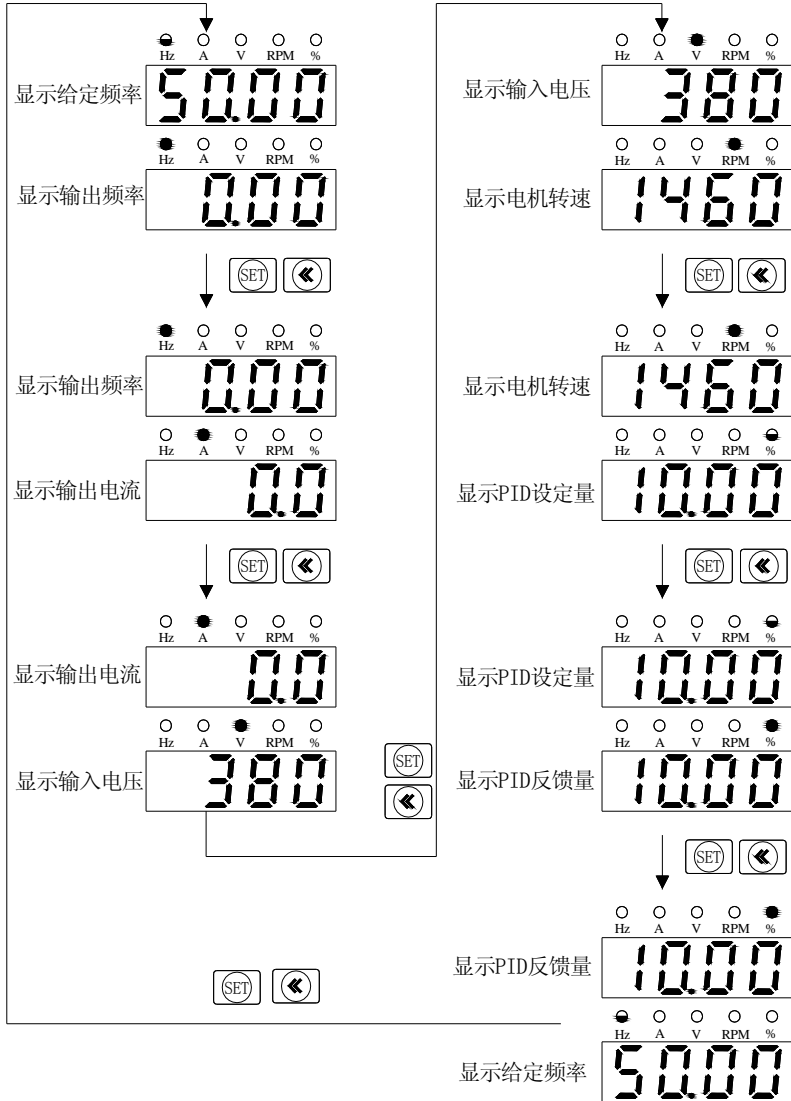 Hz A V RPM %
显示给定频率 50.00
Hz A V RPM %
显示输出频率 0.00
SET
Hz A V RPM %
显示输出频率 0.00
Hz A V RPM %
显示输出电流 0.0
SET
Hz A V RPM %
显示输出电流 0.0
Hz A V RPM %
显示输入电压 380
SET
Hz A V RPM %
显示输入电压 380
Hz A V RPM %
显示电机转速 1460
SET
Hz A V RPM %
显示电机转速 1460
Hz A V RPM %
显示PID设定量 10.00
SET
Hz A V RPM %
显示PID设定量 10.00
Hz A V RPM %
显示PID反馈量 10.00
SET
Hz A V RPM %
显示PID反馈量 10.00
Hz A V RPM %
显示给定频率 50.00
SET